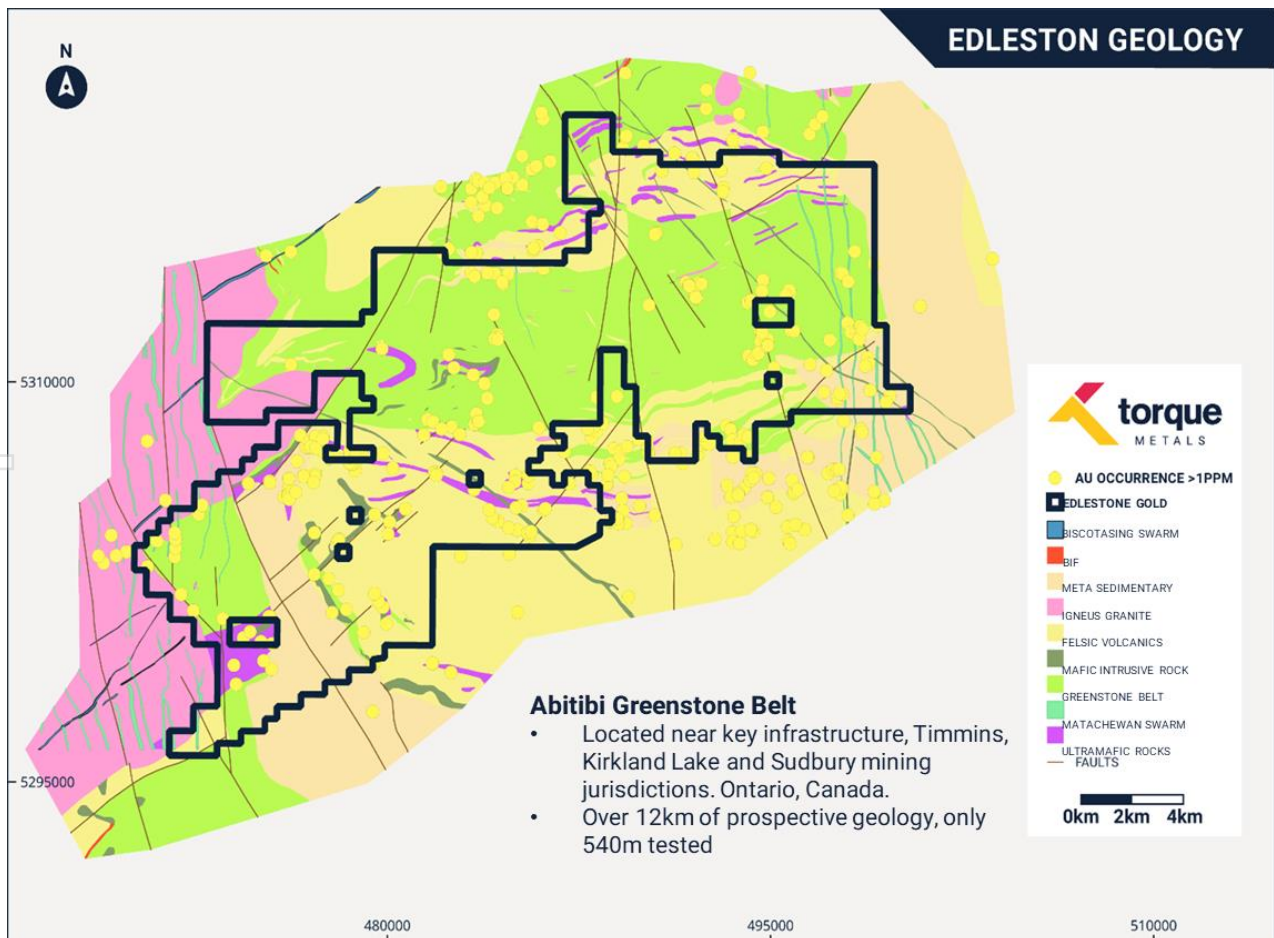 EDLESTON GEOLOGY
N
5310000
5295000
torque
METALS
AU OCCURRENCE >1PPM
EDLESTONE GOLD
BISCOTASING SWARM
BIF
META SEDIMENTARY
IGNEUS GRANITE
FELSIC VOLCANICS
MAFIC INTRUSIVE ROCK
GREENSTONE BELT
MATACHEWAN SWARM
ULTRAMAFIC ROCKS
FAULTS
0km 2km 4km
Abitibi Greenstone Belt
• Located near key infrastructure, Timmins,
Kirkland Lake and Sudbury mining
jurisdictions. Ontario, Canada.
• Over 12km of prospective geology, only
540m tested
480000 495000 510000